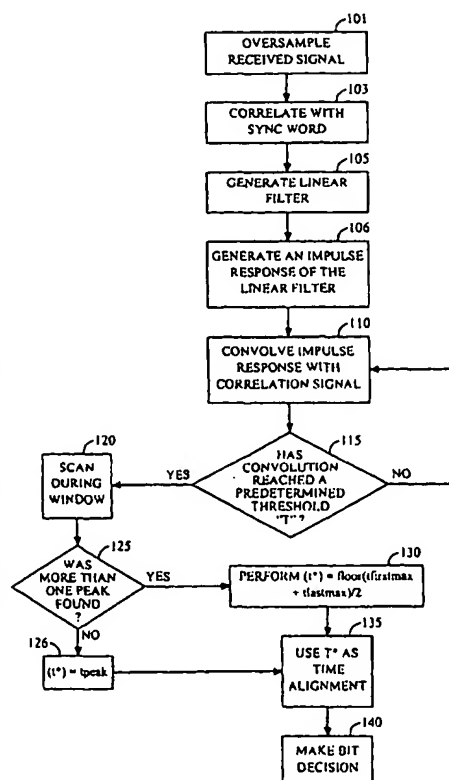 101
OVERSAMPLE
RECEIVED SIGNAL
103
CORRELATE WITH
SYNC WORD
105
GENERATE LINEAR
FILTER
106
GENERATE AN IMPULSE
RESPONSE OF THE
LINEAR FILTER
110
CONVOLVE IMPULSE
RESPONSE WITH
CORRELATION SIGNAL
115
HAS
CONVOLUTION
REACHED A
PREDETERMINED
THRESHOLD
"T"?
YES
NO
120
SCAN
DURING
WINDOW
125
WAS
MORE THAN
ONE PEAK
FOUND
?
YES
NO
130
PERFORM (t*) = floor(tfirstmax
+ tlastmax)/2
126
(t*) = tpeak
135
USE T* AS
TIME
ALIGNMENT
140
MAKE BIT
DECISION